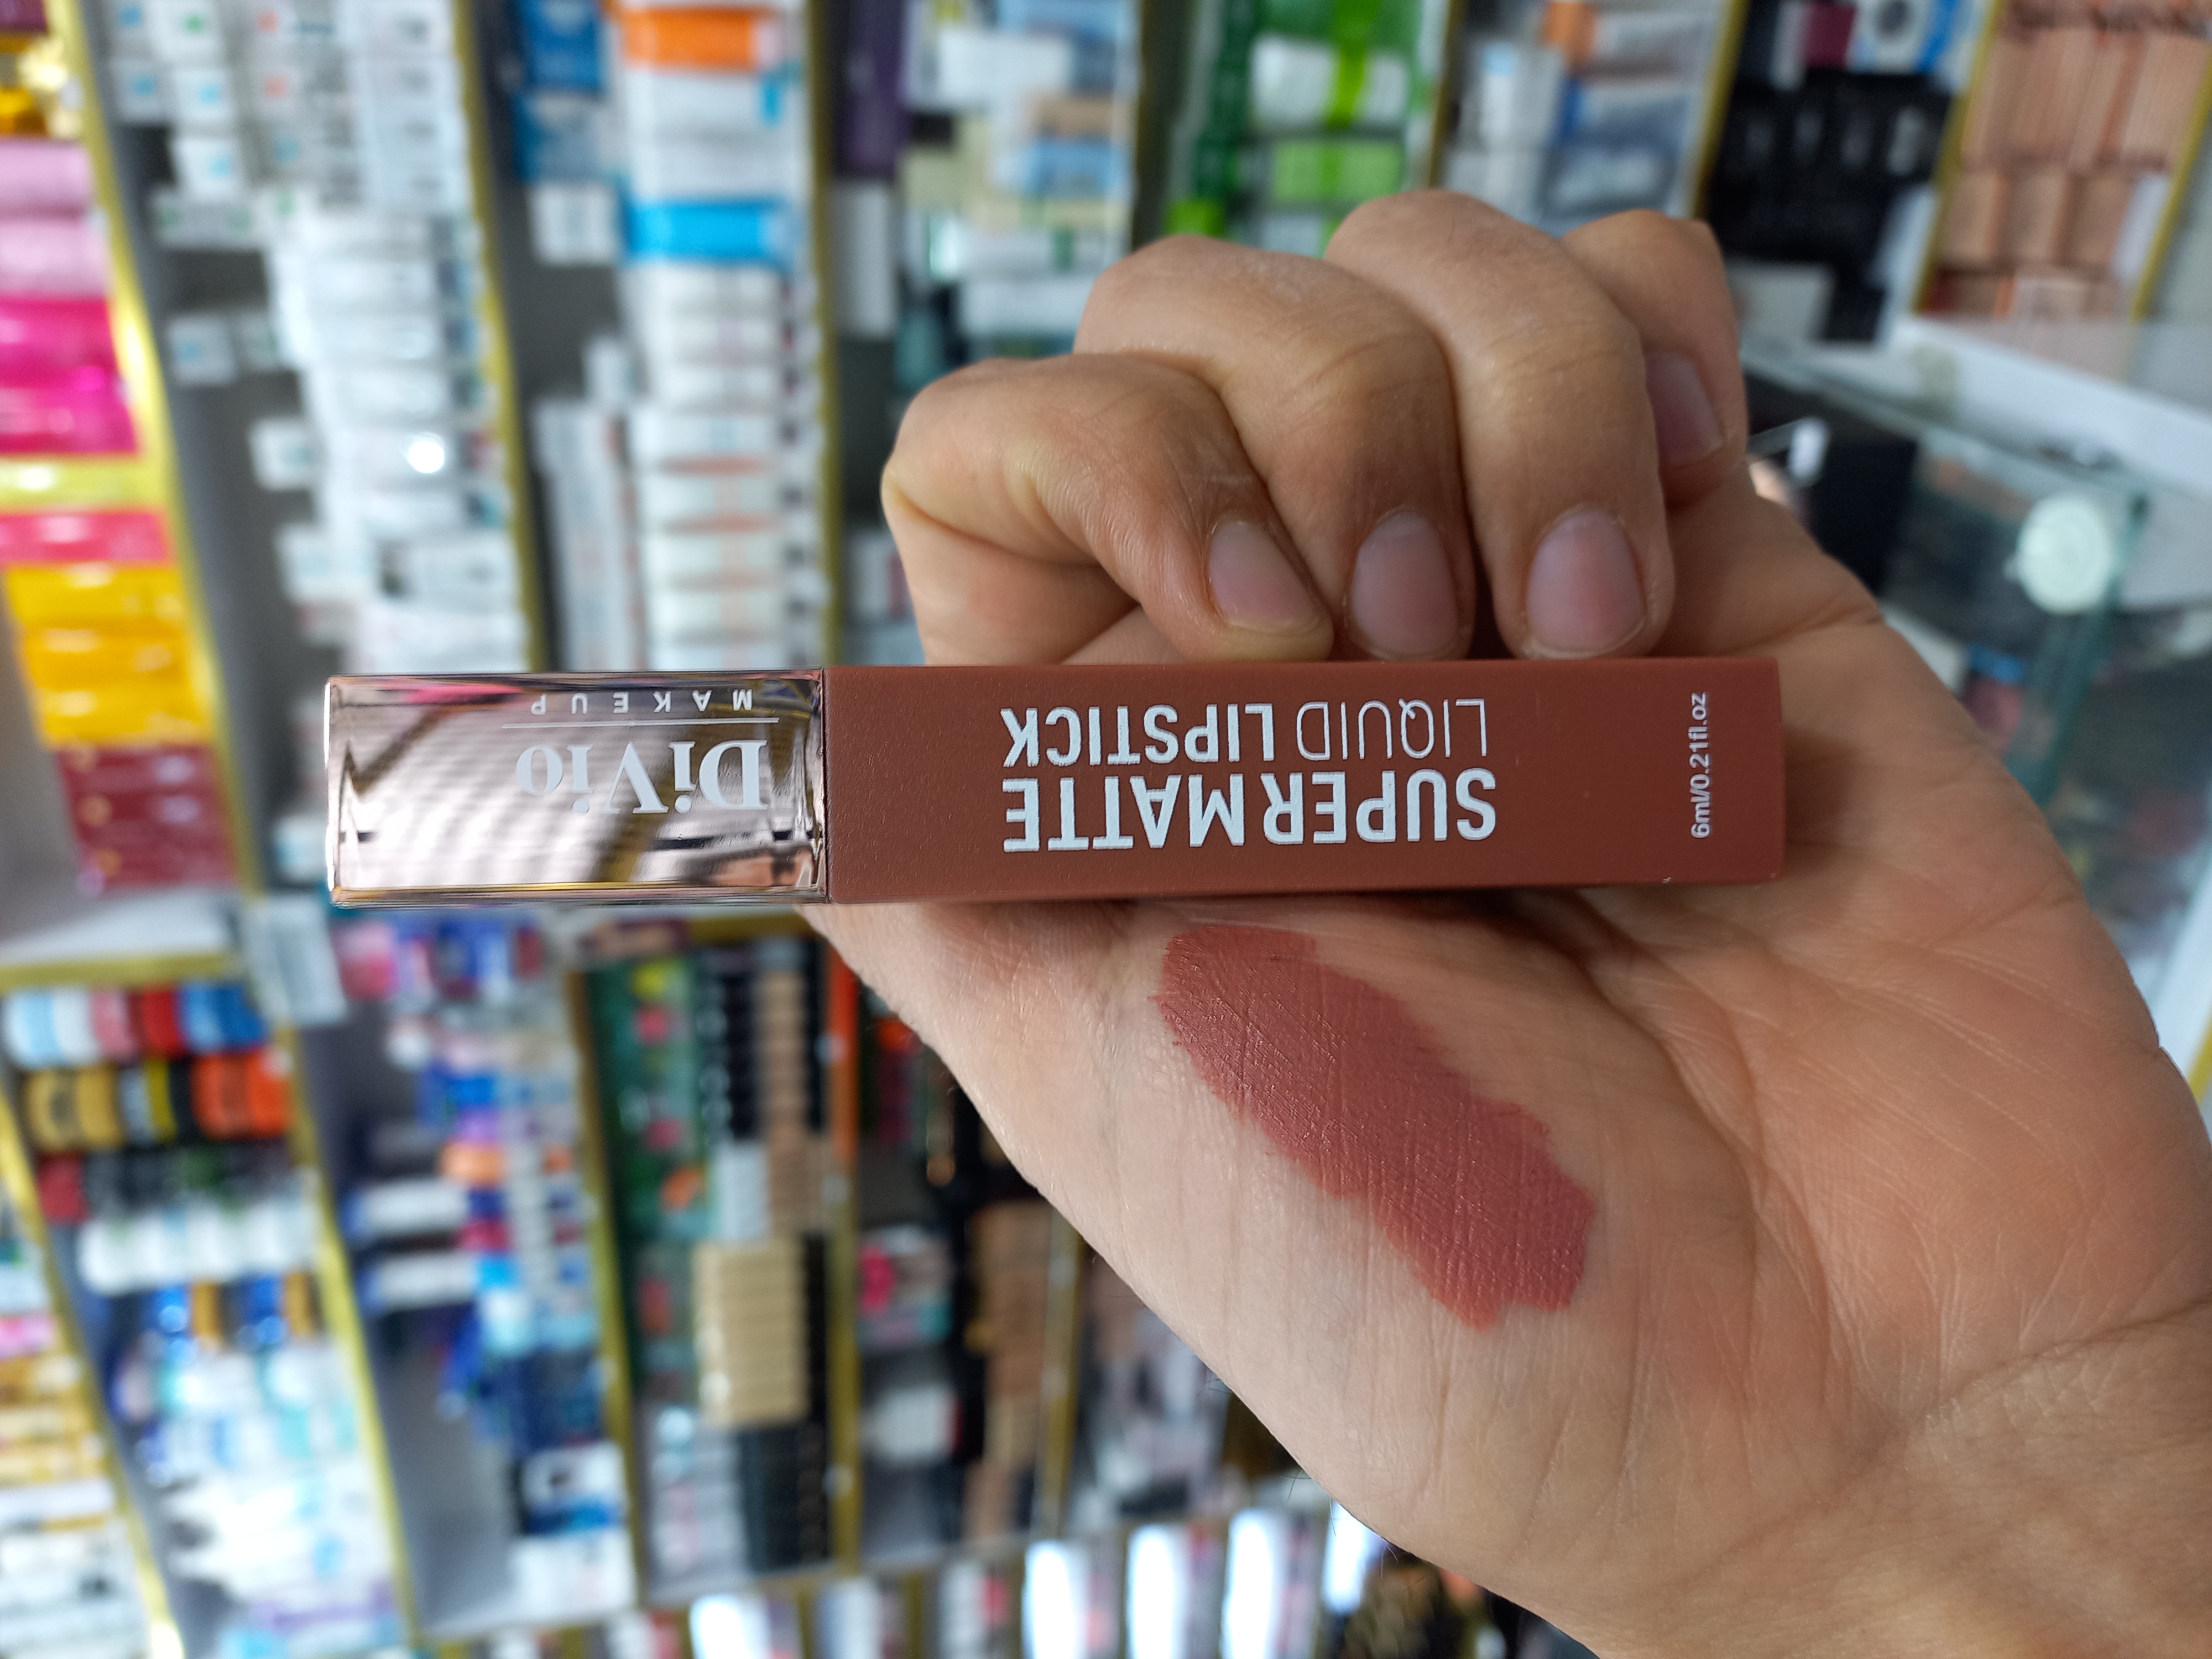 DiVio
MAKEUP
SUPER MATTE
LIQUID LIPSTICK
6ml/0.21fl.oz